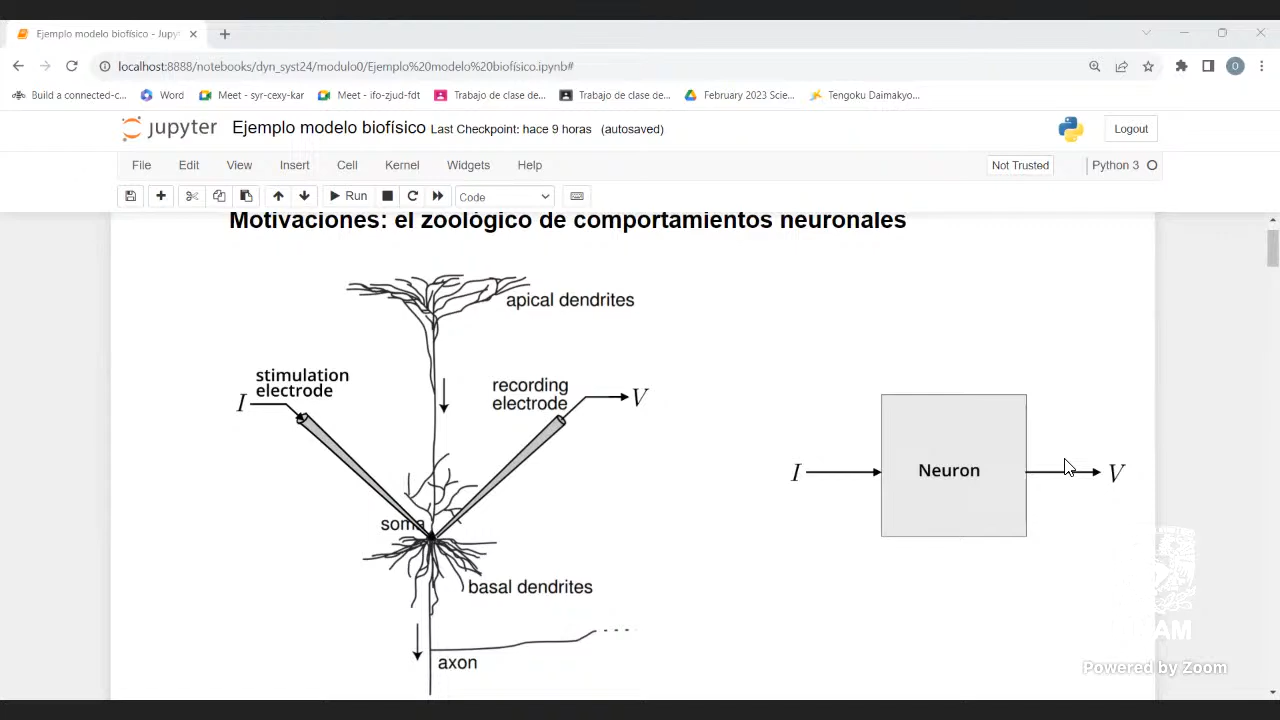 Ejemplo modelo biofísico - Jupy
localhost:8888/notebooks/dyn_syst24/modulo0/Ejemplo%20modelo%20biofísico.ipynb#
O
Build a connected-c...
Word
Meet - syr-cexy-kar
Meet - ifo-zjud-fdt
Trabajo de clase de...
Trabajo de clase de...
February 2023 Scie...
Tengoku Daimakyo...
jupyter
Ejemplo modelo biofísico Last Checkpoint: hace 9 horas (autosaved)
Logout
File Edit View Insert Cell Kernel Widgets Help
Not Trusted
Python 3
Run
Code
Motivaciones: el zoológico de comportamientos neuronales
apical dendrites
stimulation
electrode
I
recording
electrode
V
soma
basal dendrites
axon
I
Neuron
V
Powered by Zoom